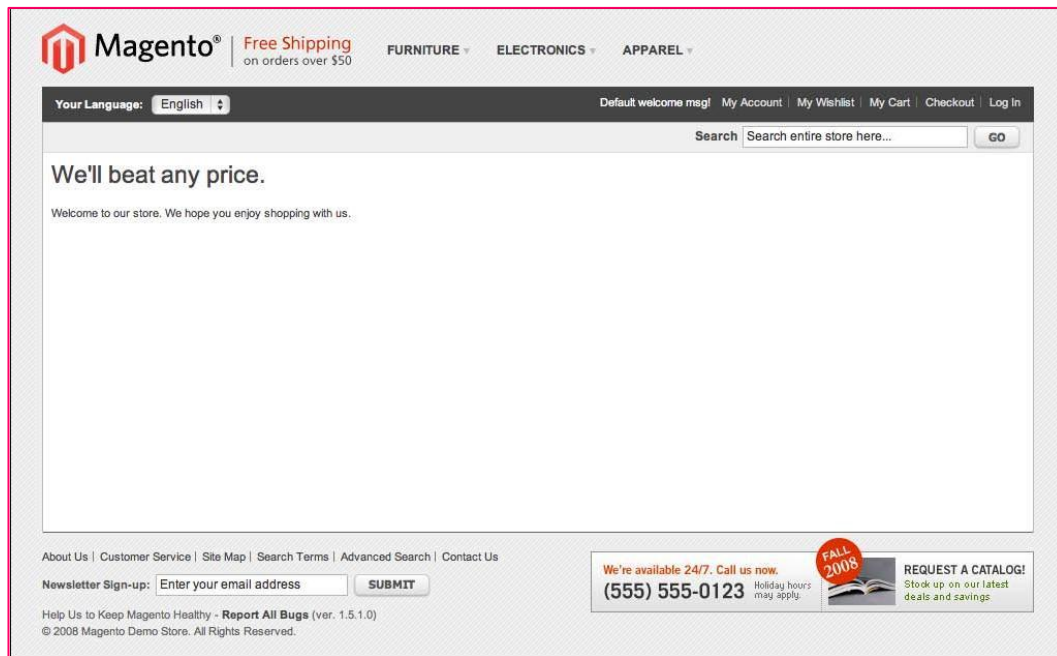 Magento® Free Shipping
on orders over $50
FURNITURE ELECTRONICS APPAREL
Your Language: English Default welcome msg! My Account | My Wishlist | My Cart | Checkout | Log In
Search Search entire store here... GO
We'll beat any price.
Welcome to our store. We hope you enjoy shopping with us.
About Us | Customer Service | Site Map | Search Terms | Advanced Search | Contact Us
Newsletter Sign-up: Enter your email address SUBMIT
Help Us to Keep Magento Healthy - Report All Bugs (ver. 1.5.1.0)
© 2008 Magento Demo Store. All Rights Reserved.
We're available 24/7. Call us now.
(555) 555-0123 Holiday hours
may apply.
FALL
2008
REQUEST A CATALOG!
Stock up on our latest
deals and savings